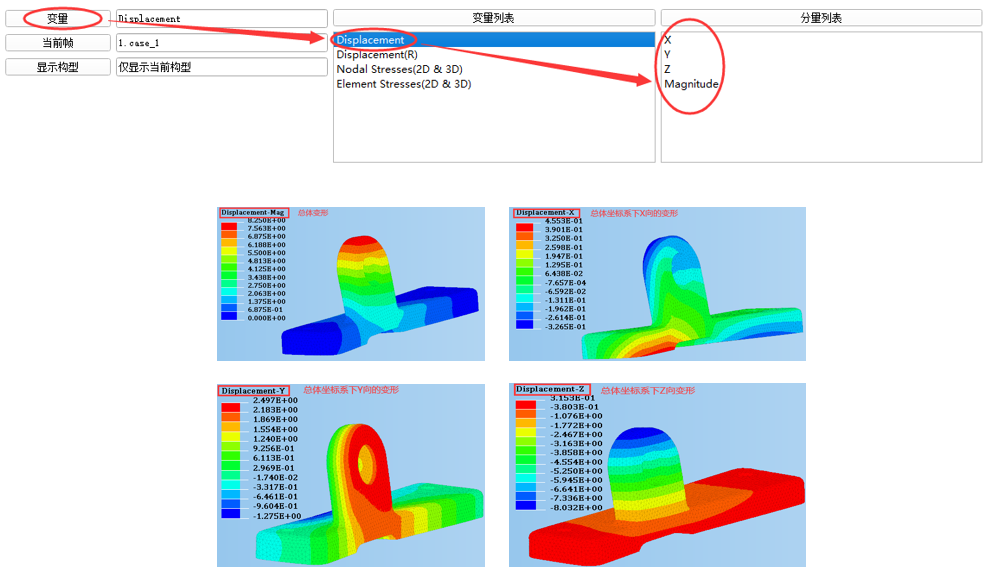 变量
Displacement
变量列表
分量列表
当前帧
1.case_1
显示构型
仅显示当前构型
Displacement
Displacement(R)
Nodal Stresses(2D & 3D)
Element Stresses(2D & 3D)
X
Y
Z
Magnitude
Displacement-Mag
总体变形
8.250E+00
7.563E+00
6.875E+00
6.188E+00
5.500E+00
4.813E+00
4.125E+00
3.438E+00
2.750E+00
2.063E+00
1.375E+00
6.875E-01
0.000E+00
Displacement-X
总体坐标系下X向的变形
4.553E-01
3.901E-01
3.250E-01
2.598E-01
1.947E-01
1.295E-01
6.438E-02
-7.657E-04
-6.592E-02
-1.311E-01
-1.962E-01
-2.614E-01
-3.265E-01
Displacement-Y
总体坐标系下Y向的变形
2.497E+00
2.183E+00
1.869E+00
1.554E+00
1.240E+00
9.256E-01
6.113E-01
2.969E-01
-1.740E-02
-3.317E-01
-6.461E-01
-9.604E-01
-1.275E+00
Displacement-Z
总体坐标系下Z向变形
3.153E-01
-3.803E-01
-1.076E+00
-1.772E+00
-2.467E+00
-3.163E+00
-3.858E+00
-4.554E+00
-5.250E+00
-5.945E+00
-6.641E+00
-7.336E+00
-8.032E+00